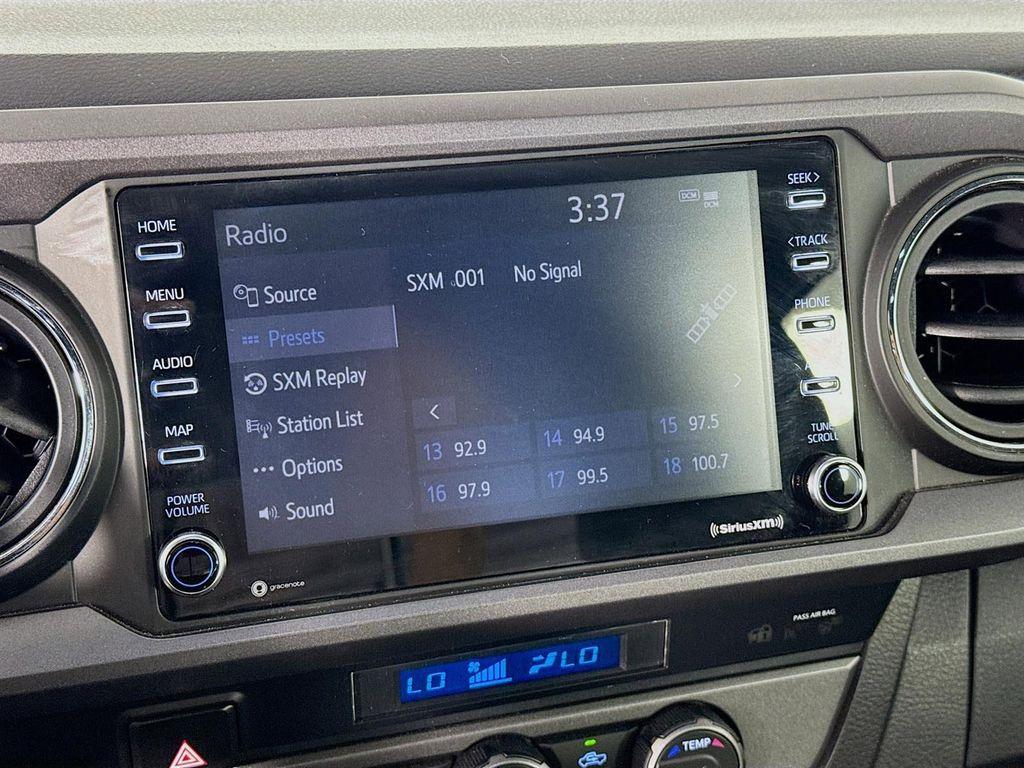 HOME
MENU
AUDIO
MAP
POWER
VOLUME
Radio
3:37
DCM
DCM
Source
Presets
SXM Replay
Station List
Options
Sound
SXM 001
No Signal
<
>
13 92.9
14 94.9
15 97.5
16 97.9
17 99.5
18 100.7
SEEK>
<TRACK
PHONE
TUNE
SCROLL
gracenote
((SiriusXM))
PASS AIR BAG
LO
LO
TEMP